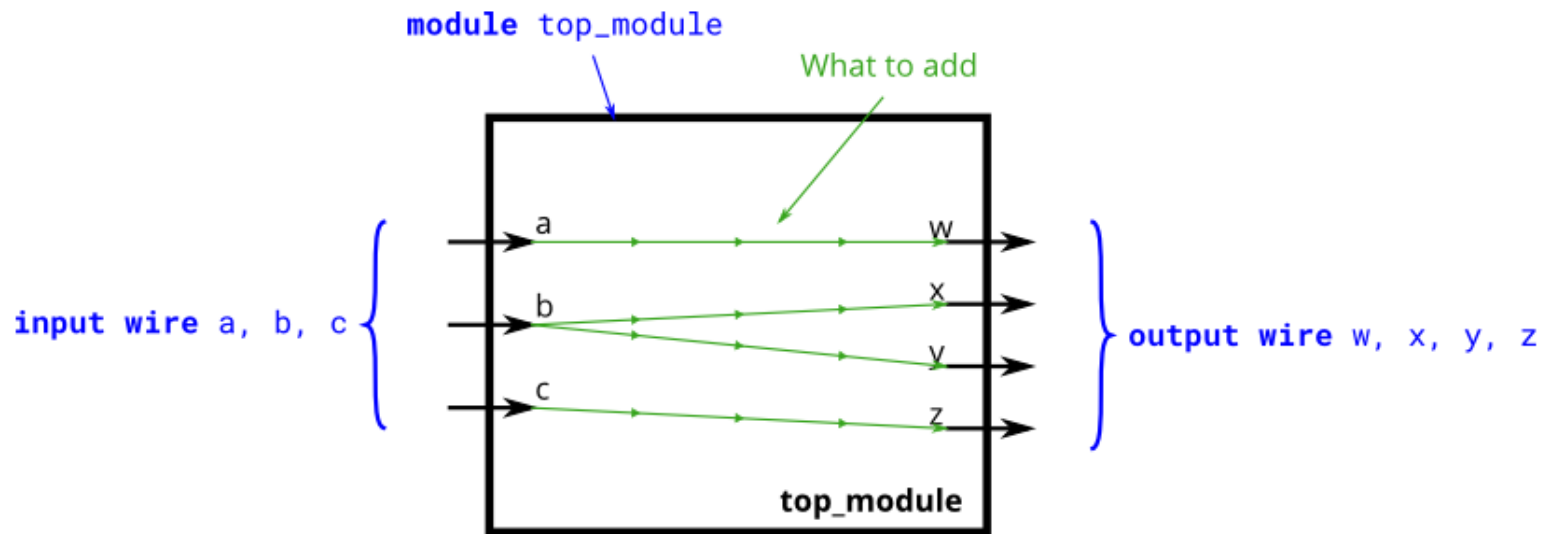 module top_module
What to add
a
w
b
x
input wire a, b, c
y
output wire w, x, y, z
c
z
top_module